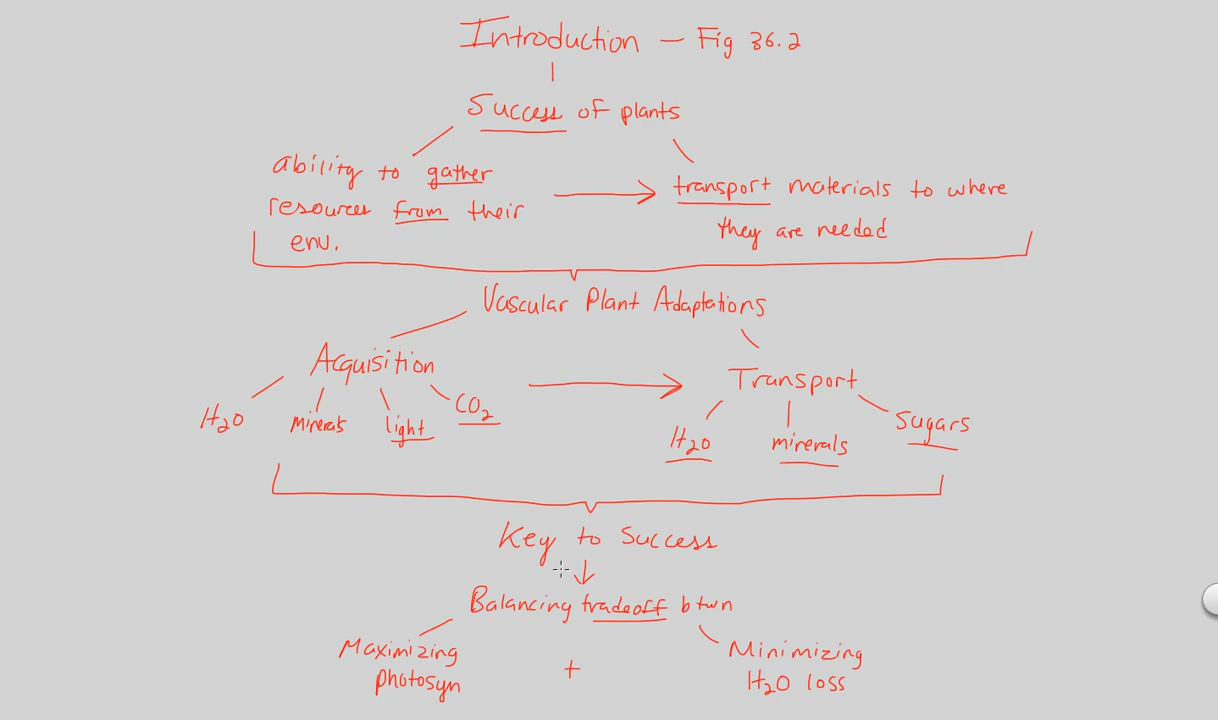 Introduction — Fig 36.2
Success of plants
ability to gather
resources from their
env.
transport materials to where
they are needed
Vascular Plant Adaptations
Acquisition
H2O
minerals
light
CO2
Transport
H2O
minerals
Sugars
Key to Success
Balancing tradeoff btwn
Maximizing
photosyn
+
Minimizing
H2O loss